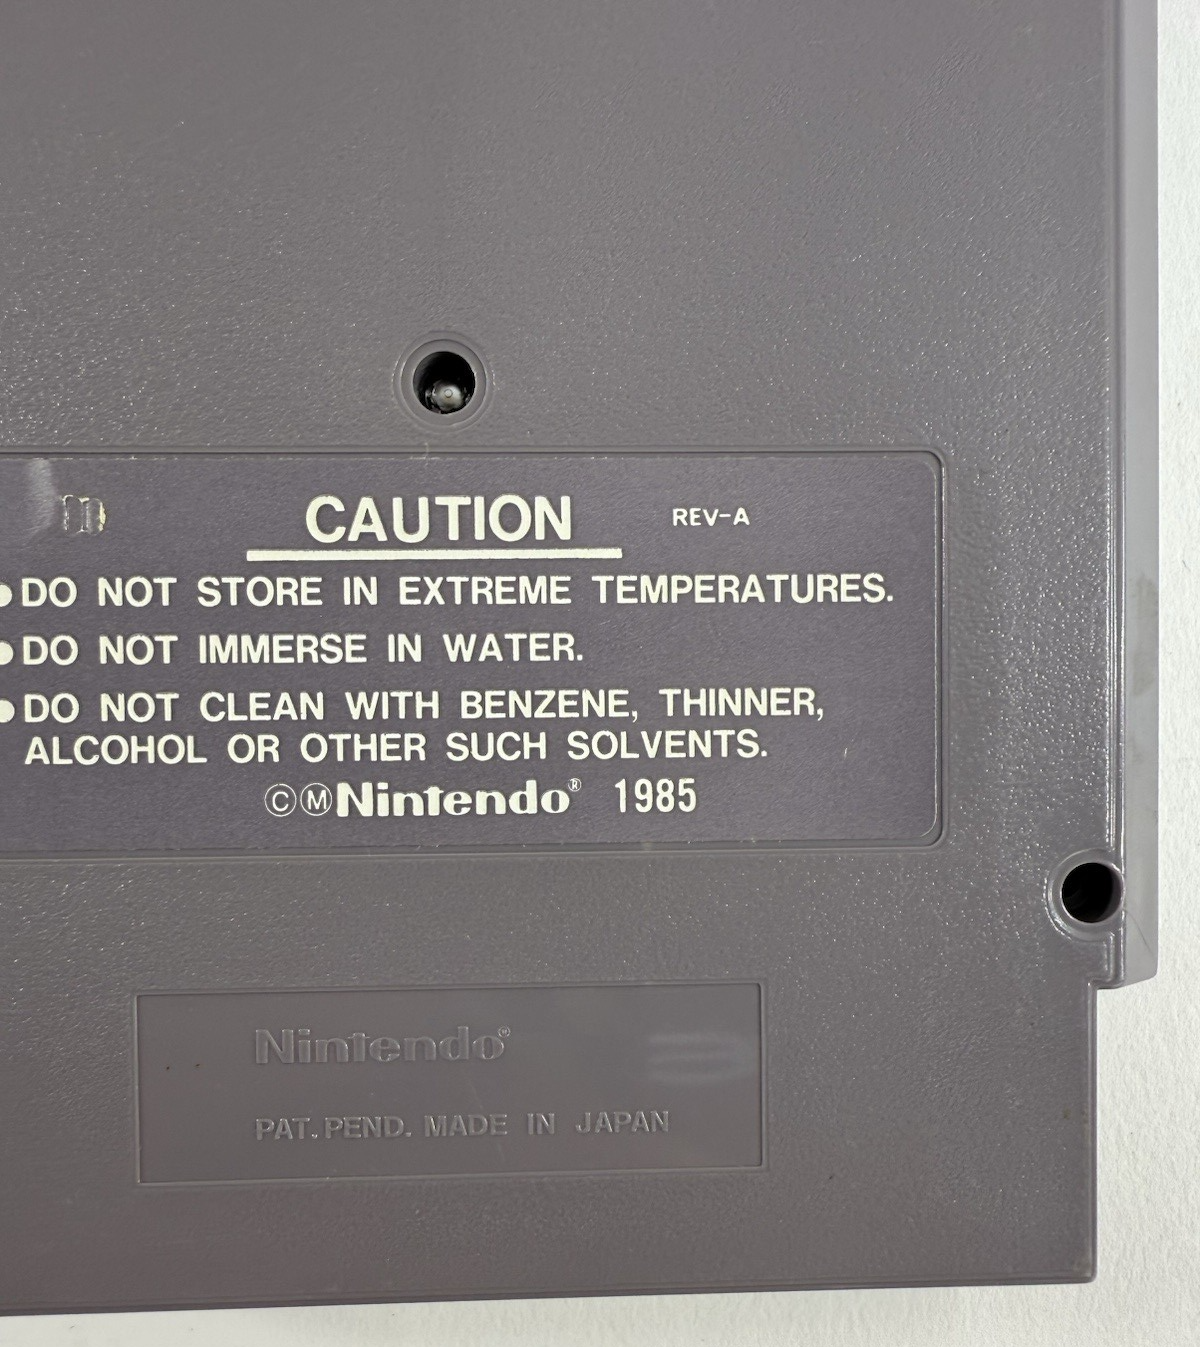 CAUTION REV-A
●DO NOT STORE IN EXTREME TEMPERATURES.
●DO NOT IMMERSE IN WATER.
●DO NOT CLEAN WITH BENZENE, THINNER,
ALCOHOL OR OTHER SUCH SOLVENTS.
©ⓂNintendo® 1985
Nintendo®
PAT. PEND. MADE IN JAPAN